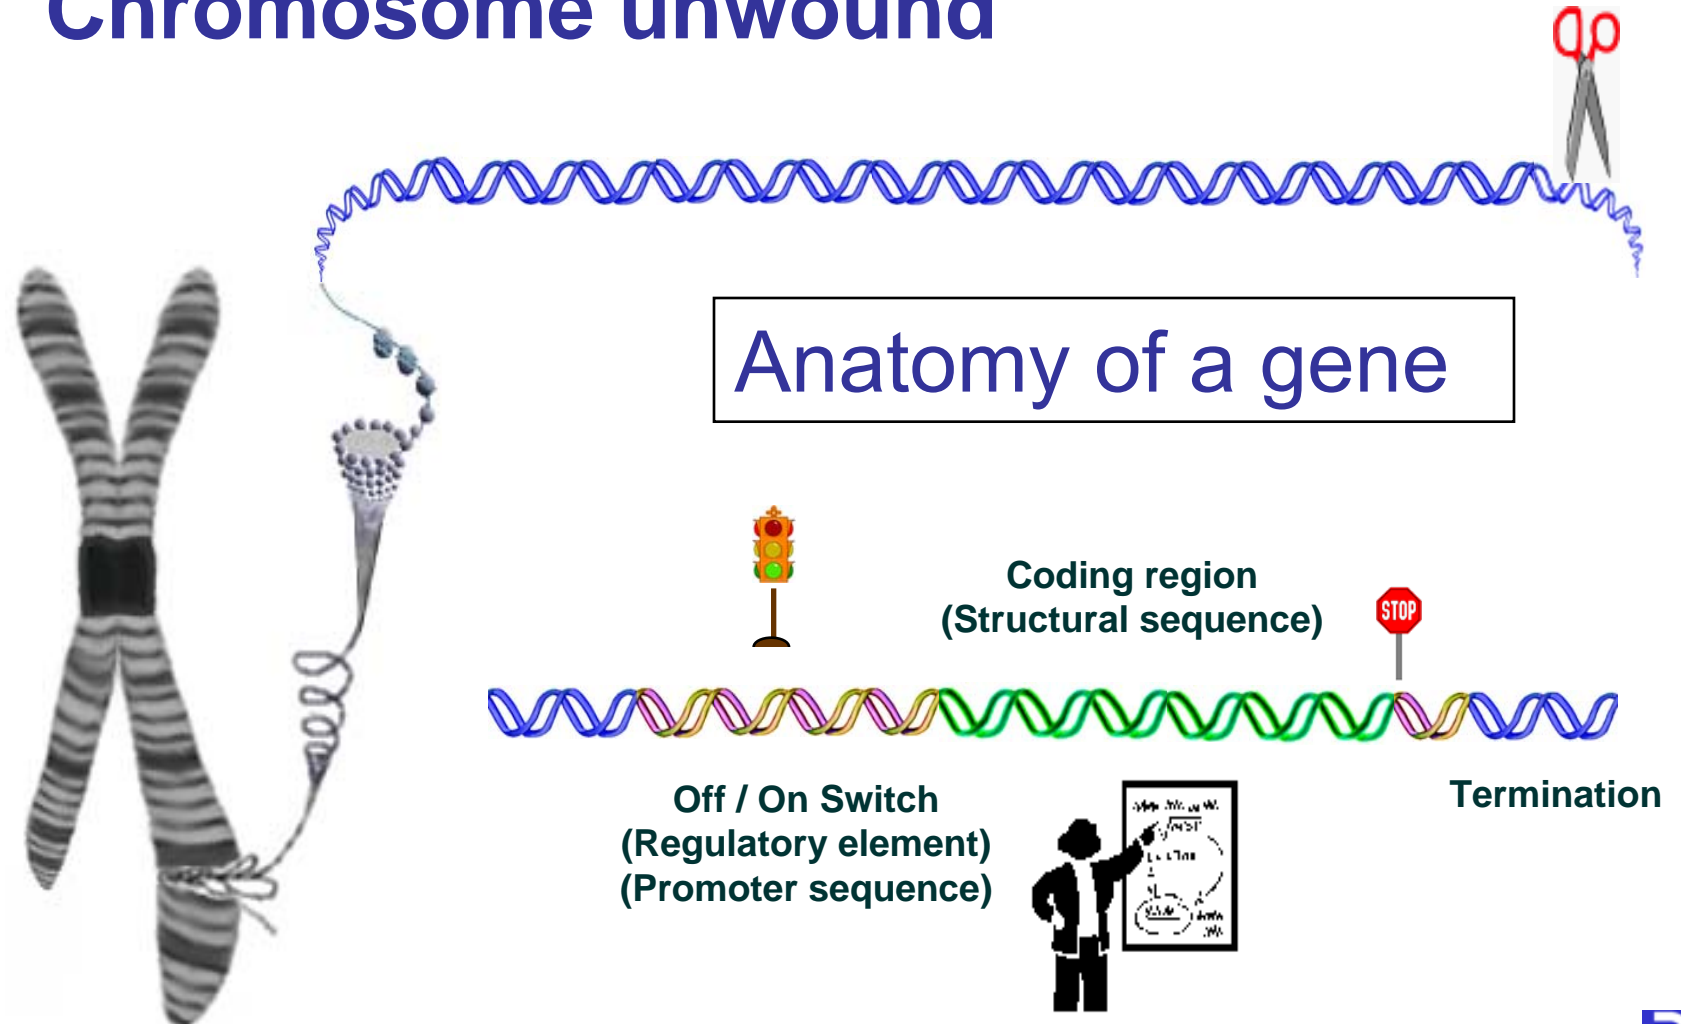 Chromosome unwound
Anatomy of a gene
Coding region
(Structural sequence)
STOP
Off / On Switch
(Regulatory element)
(Promoter sequence)
Termination